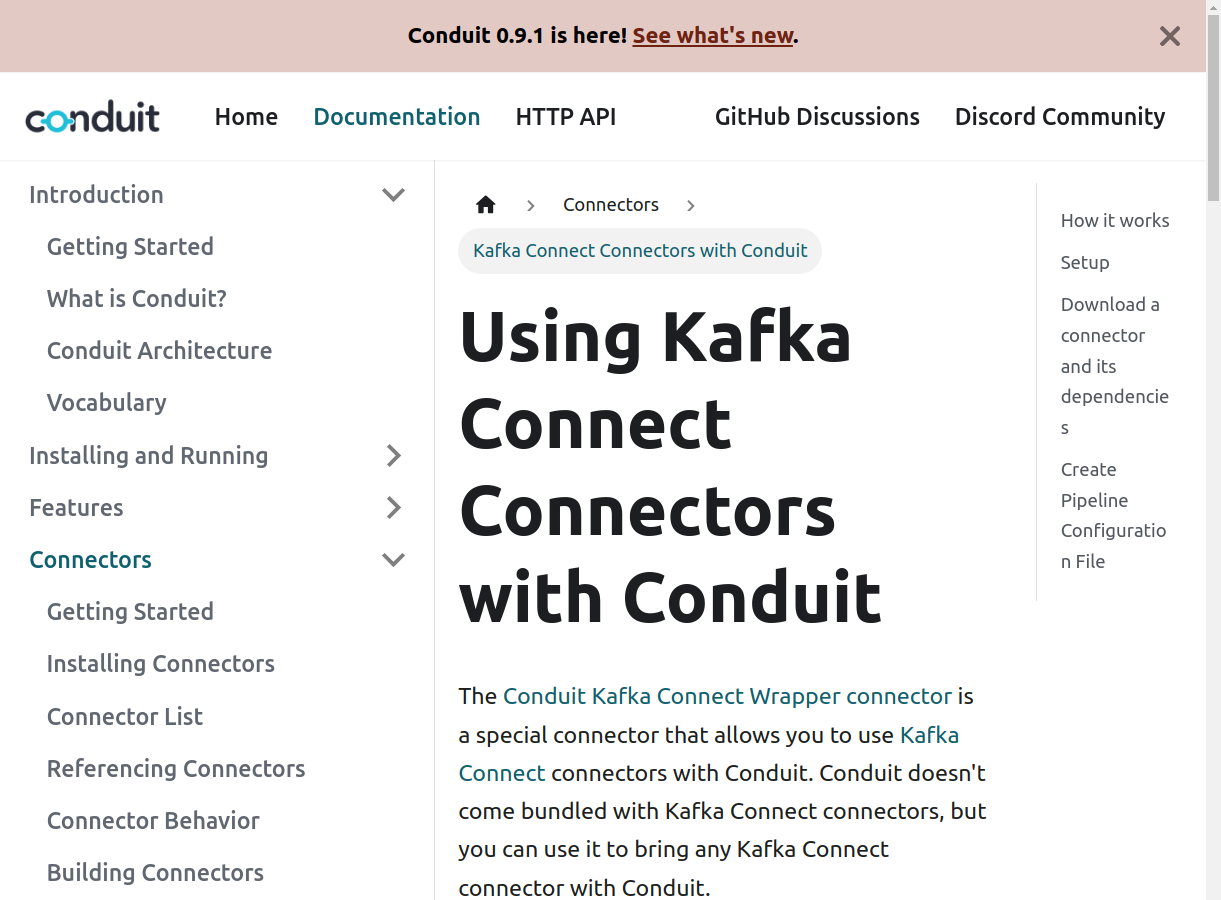 Conduit 0.9.1 is here! See what's new.
conduit
Home
Documentation
HTTP API
GitHub Discussions
Discord Community
Introduction
Getting Started
What is Conduit?
Conduit Architecture
Vocabulary
Installing and Running
Features
Connectors
Getting Started
Installing Connectors
Connector List
Referencing Connectors
Connector Behavior
Building Connectors
Connectors
Kafka Connect Connectors with Conduit
Using Kafka
Connect
Connectors
with Conduit
The Conduit Kafka Connect Wrapper connector is
a special connector that allows you to use Kafka
Connect connectors with Conduit. Conduit doesn't
come bundled with Kafka Connect connectors, but
you can use it to bring any Kafka Connect
connector with Conduit.
How it works
Setup
Download a
connector
and its
dependencie
s
Create
Pipeline
Configuratio
n File